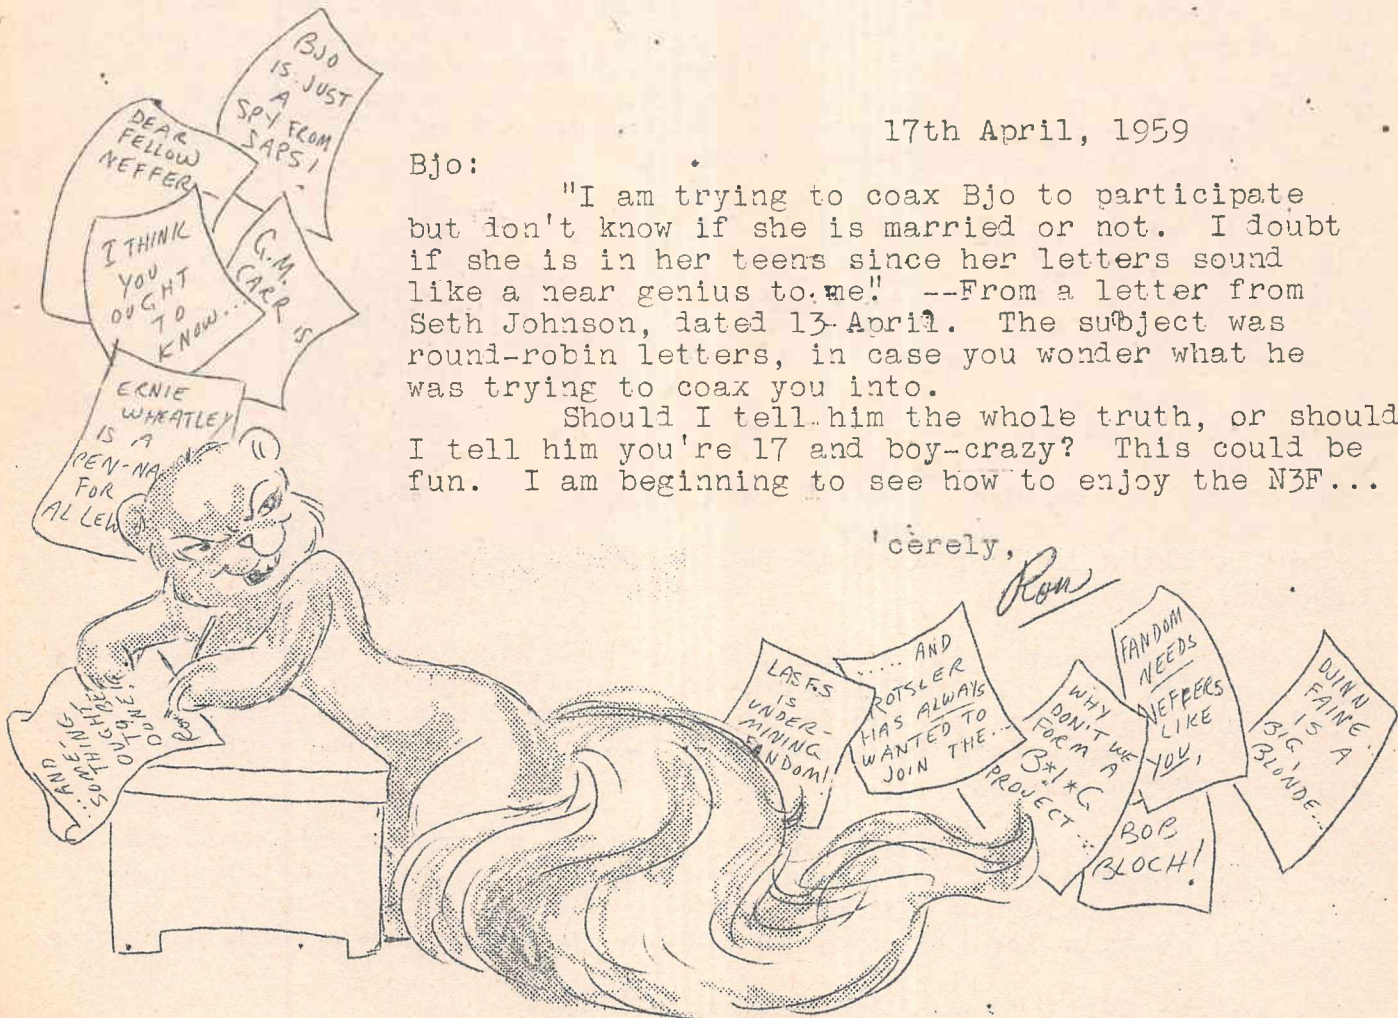 BJO
IS JUST
A
SPY FROM
SAPS!
DEAR
FELLOW
NEFFER
I THINK
YOU
OUGHT
TO
KNOW...
G.M.
CARR
IS
ERNIE
WHEATLEY
IS A
PEN-NA
FOR
AL LEW
17th April, 1959
Bjo:
"I am trying to coax Bjo to participate
but don't know if she is married or not.  I doubt
if she is in her teens since her letters sound
like a near genius to me" --From a letter from
Seth Johnson, dated 13 April.  The subject was
round-robin letters, in case you wonder what he
was trying to coax you into.
Should I tell him the whole truth, or should
I tell him you're 17 and boy-crazy?  This could be
fun.  I am beginning to see how to enjoy the N3F...
'cerely,
Ron
...AND
SOME-
THING
OUGHT
TO BE
DONE!
Ron
LASFS
IS
UNDER-
MINING
FANDOM!
.... AND
ROTSLER
HAS ALWAYS
WANTED TO
JOIN THE...
WHY
DON'T WE
FORM A
B*I*G
PROJECT...
FANDOM
NEEDS
NEFFERS
LIKE
YOU,
BOB
BLOCH!
DJINN
FAINE..
IS A
BIG,
BLONDE...